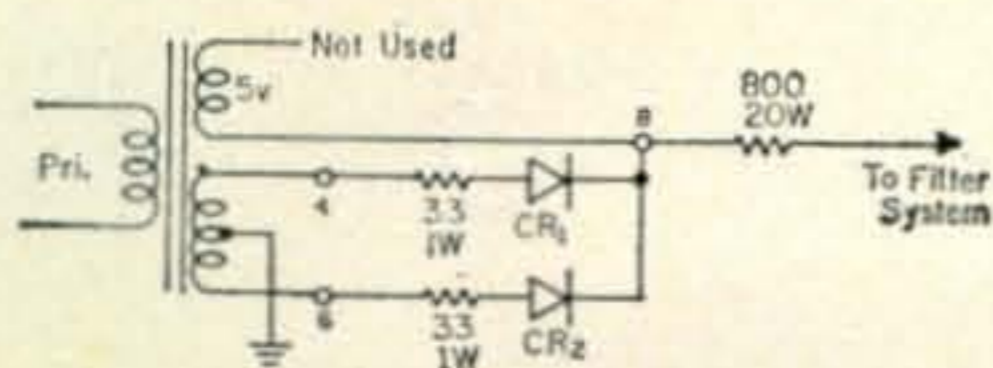 Not Used
5v
Pri.
8
800
20W
To Filter
System
4
33
1W
CR₁
6
33
1W
CR₂